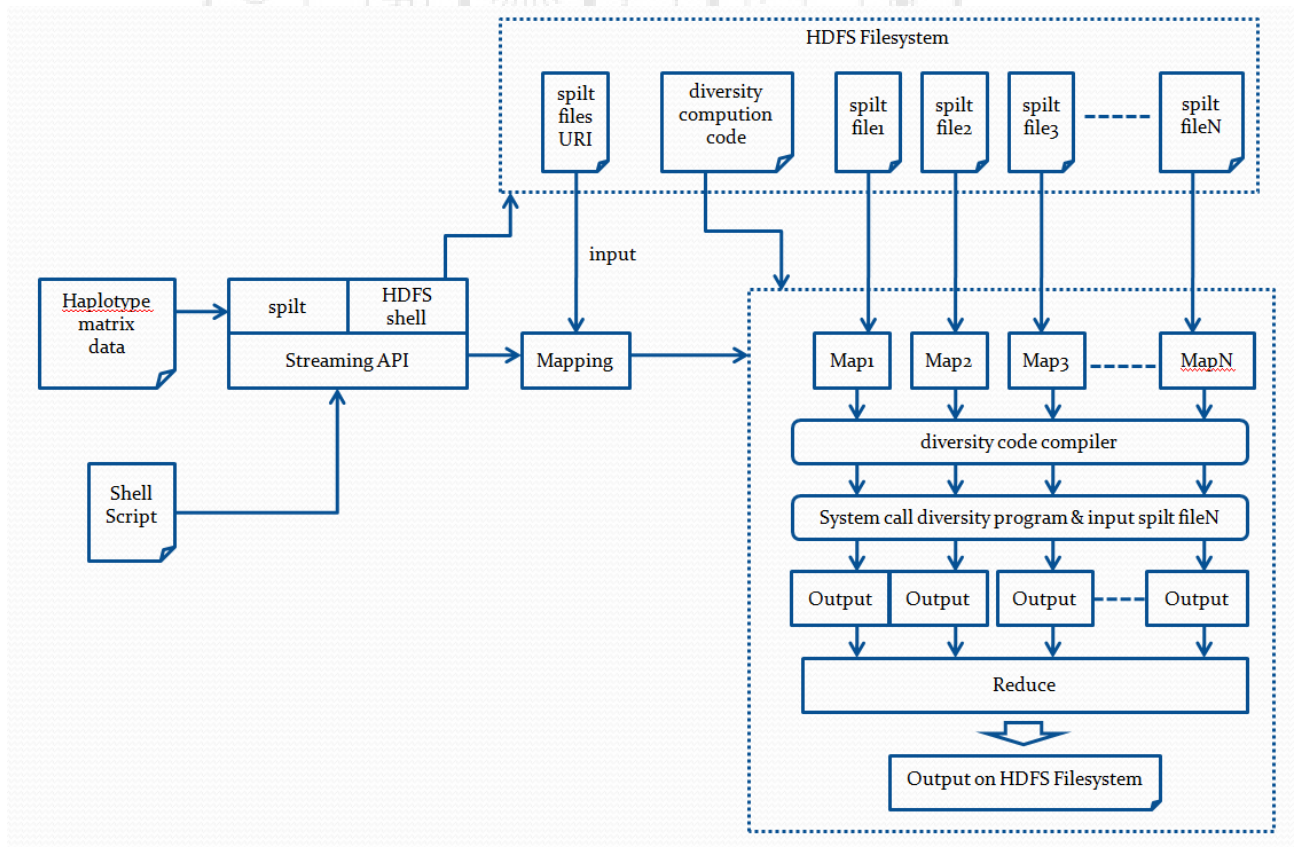 HDFS Filesystem
spilt
files
URI
diversity
compution
code
spilt
file1
spilt
file2
spilt
file3
spilt
fileN
input
Haplotype
matrix
data
spilt
HDFS
shell
Streaming API
Mapping
Shell
Script
Map1
Map2
Map3
MapN
diversity code compiler
System call diversity program & input spilt fileN
Output
Output
Output
Output
Reduce
Output on HDFS Filesystem